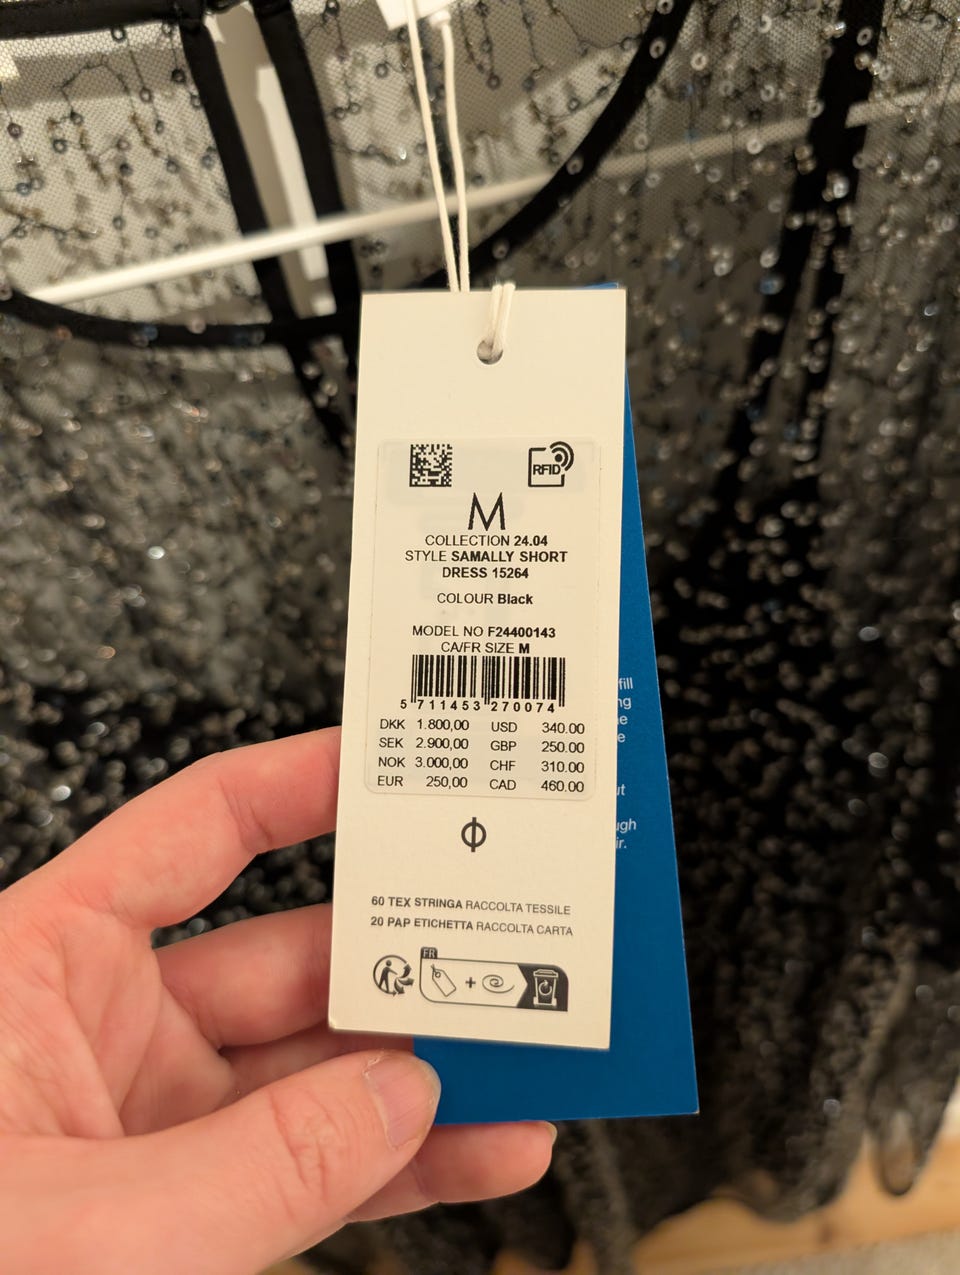 RFID
M
COLLECTION 24.04
STYLE SAMALLY SHORT
DRESS 15264
COLOUR Black
MODEL NO F24400143
CA/FR SIZE M
5 711453 270074
DKK 1.800,00 USD 340.00
SEK 2.900,00 GBP 250.00
NOK 3.000,00 CHF 310.00
EUR 250,00 CAD 460.00
60 TEX STRINGA RACCOLTA TESSILE
20 PAP ETICHETTA RACCOLTA CARTA
FR
+